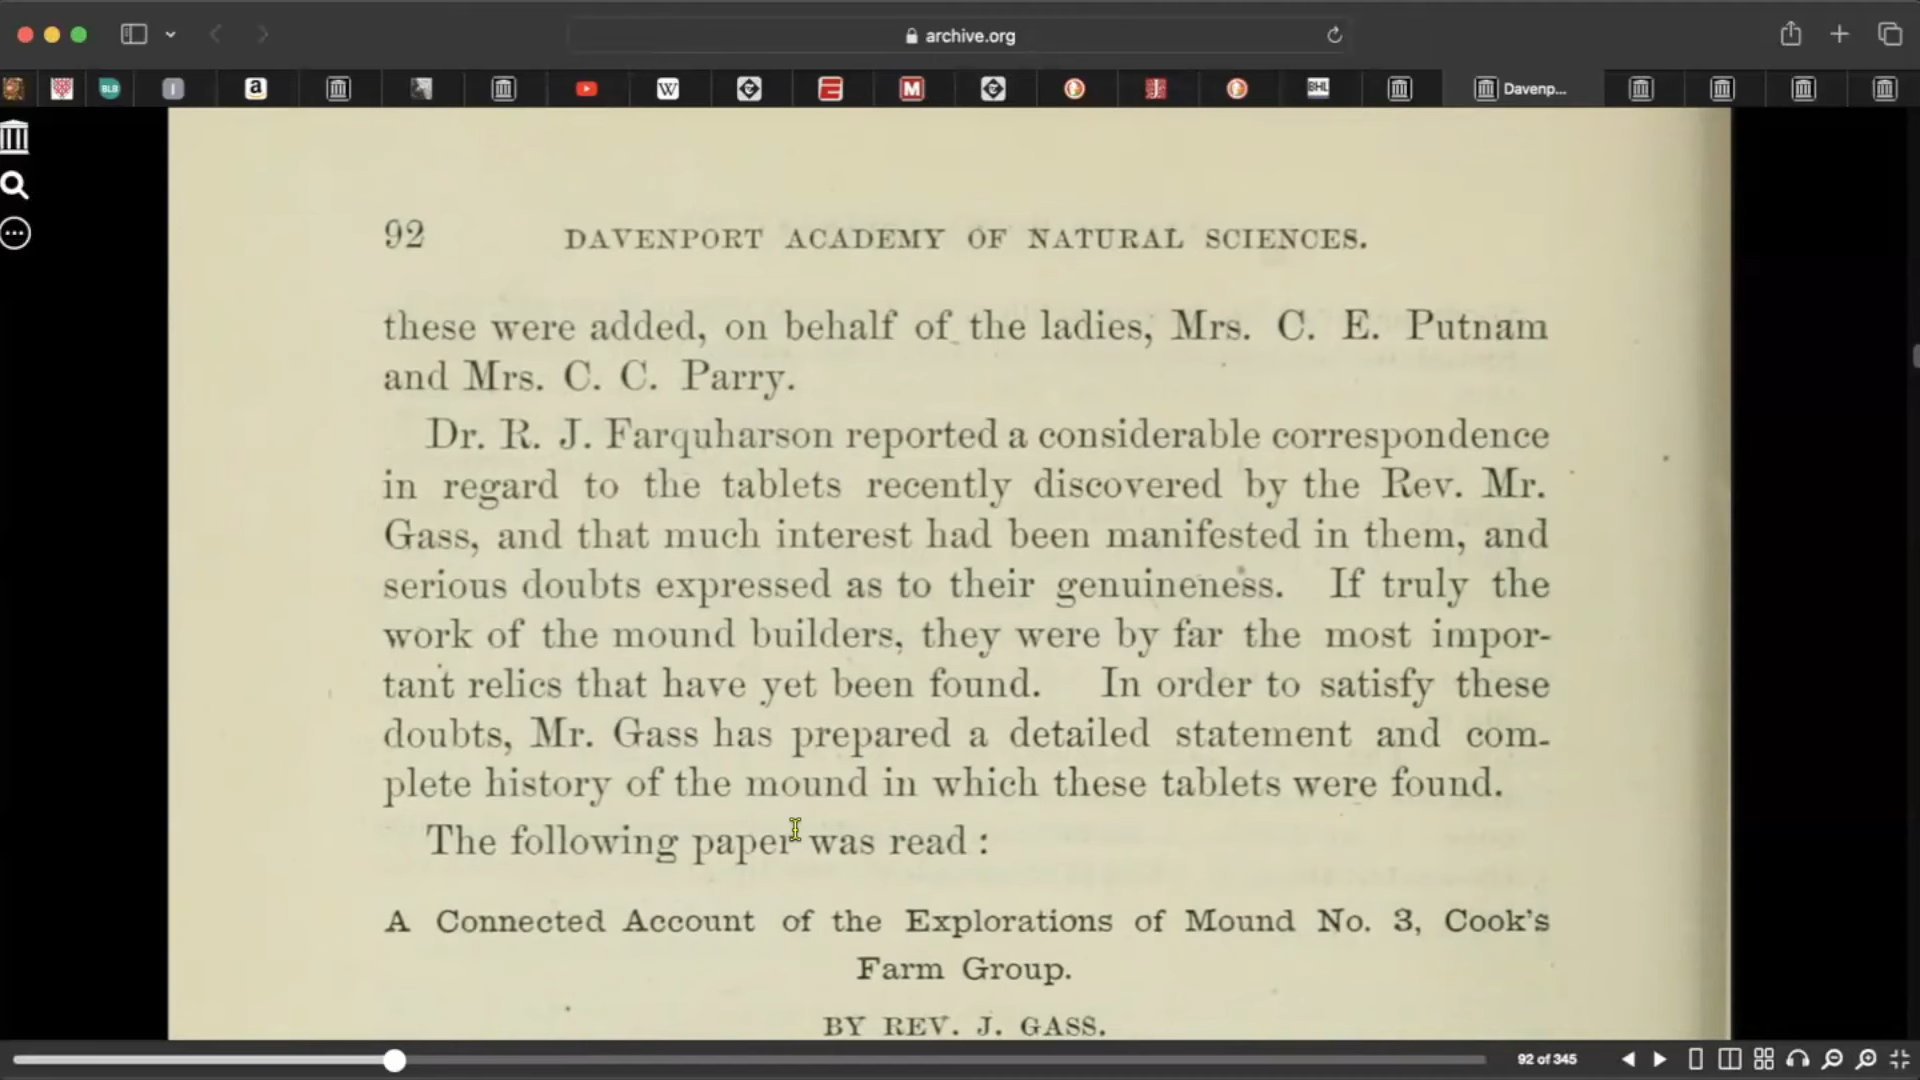 archive.org
BLB
I
a
W
M
J
BHL
Davenp...
92 DAVENPORT ACADEMY OF NATURAL SCIENCES.
these were added, on behalf of the ladies, Mrs. C. E. Putnam
and Mrs. C. C. Parry.
Dr. R. J. Farquharson reported a considerable correspondence
in regard to the tablets recently discovered by the Rev. Mr.
Gass, and that much interest had been manifested in them, and
serious doubts expressed as to their genuineness. If truly the
work of the mound builders, they were by far the most impor-
tant relics that have yet been found. In order to satisfy these
doubts, Mr. Gass has prepared a detailed statement and com-
plete history of the mound in which these tablets were found.
The following paper was read :
A Connected Account of the Explorations of Mound No. 3, Cook's
Farm Group.
BY REV. J. GASS.
92 of 345